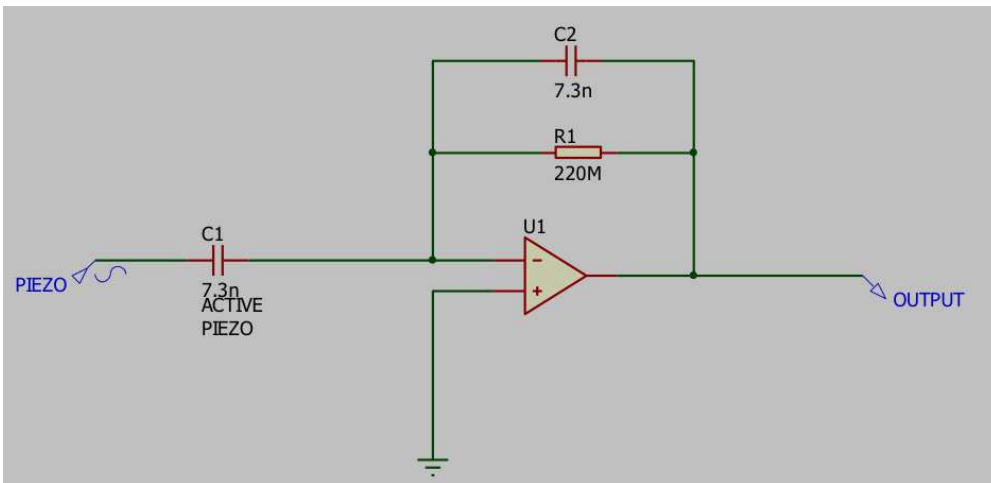 C2
7.3n
R1
220M
U1
C1
PIEZO
7.3n
ACTIVE
PIEZO
OUTPUT